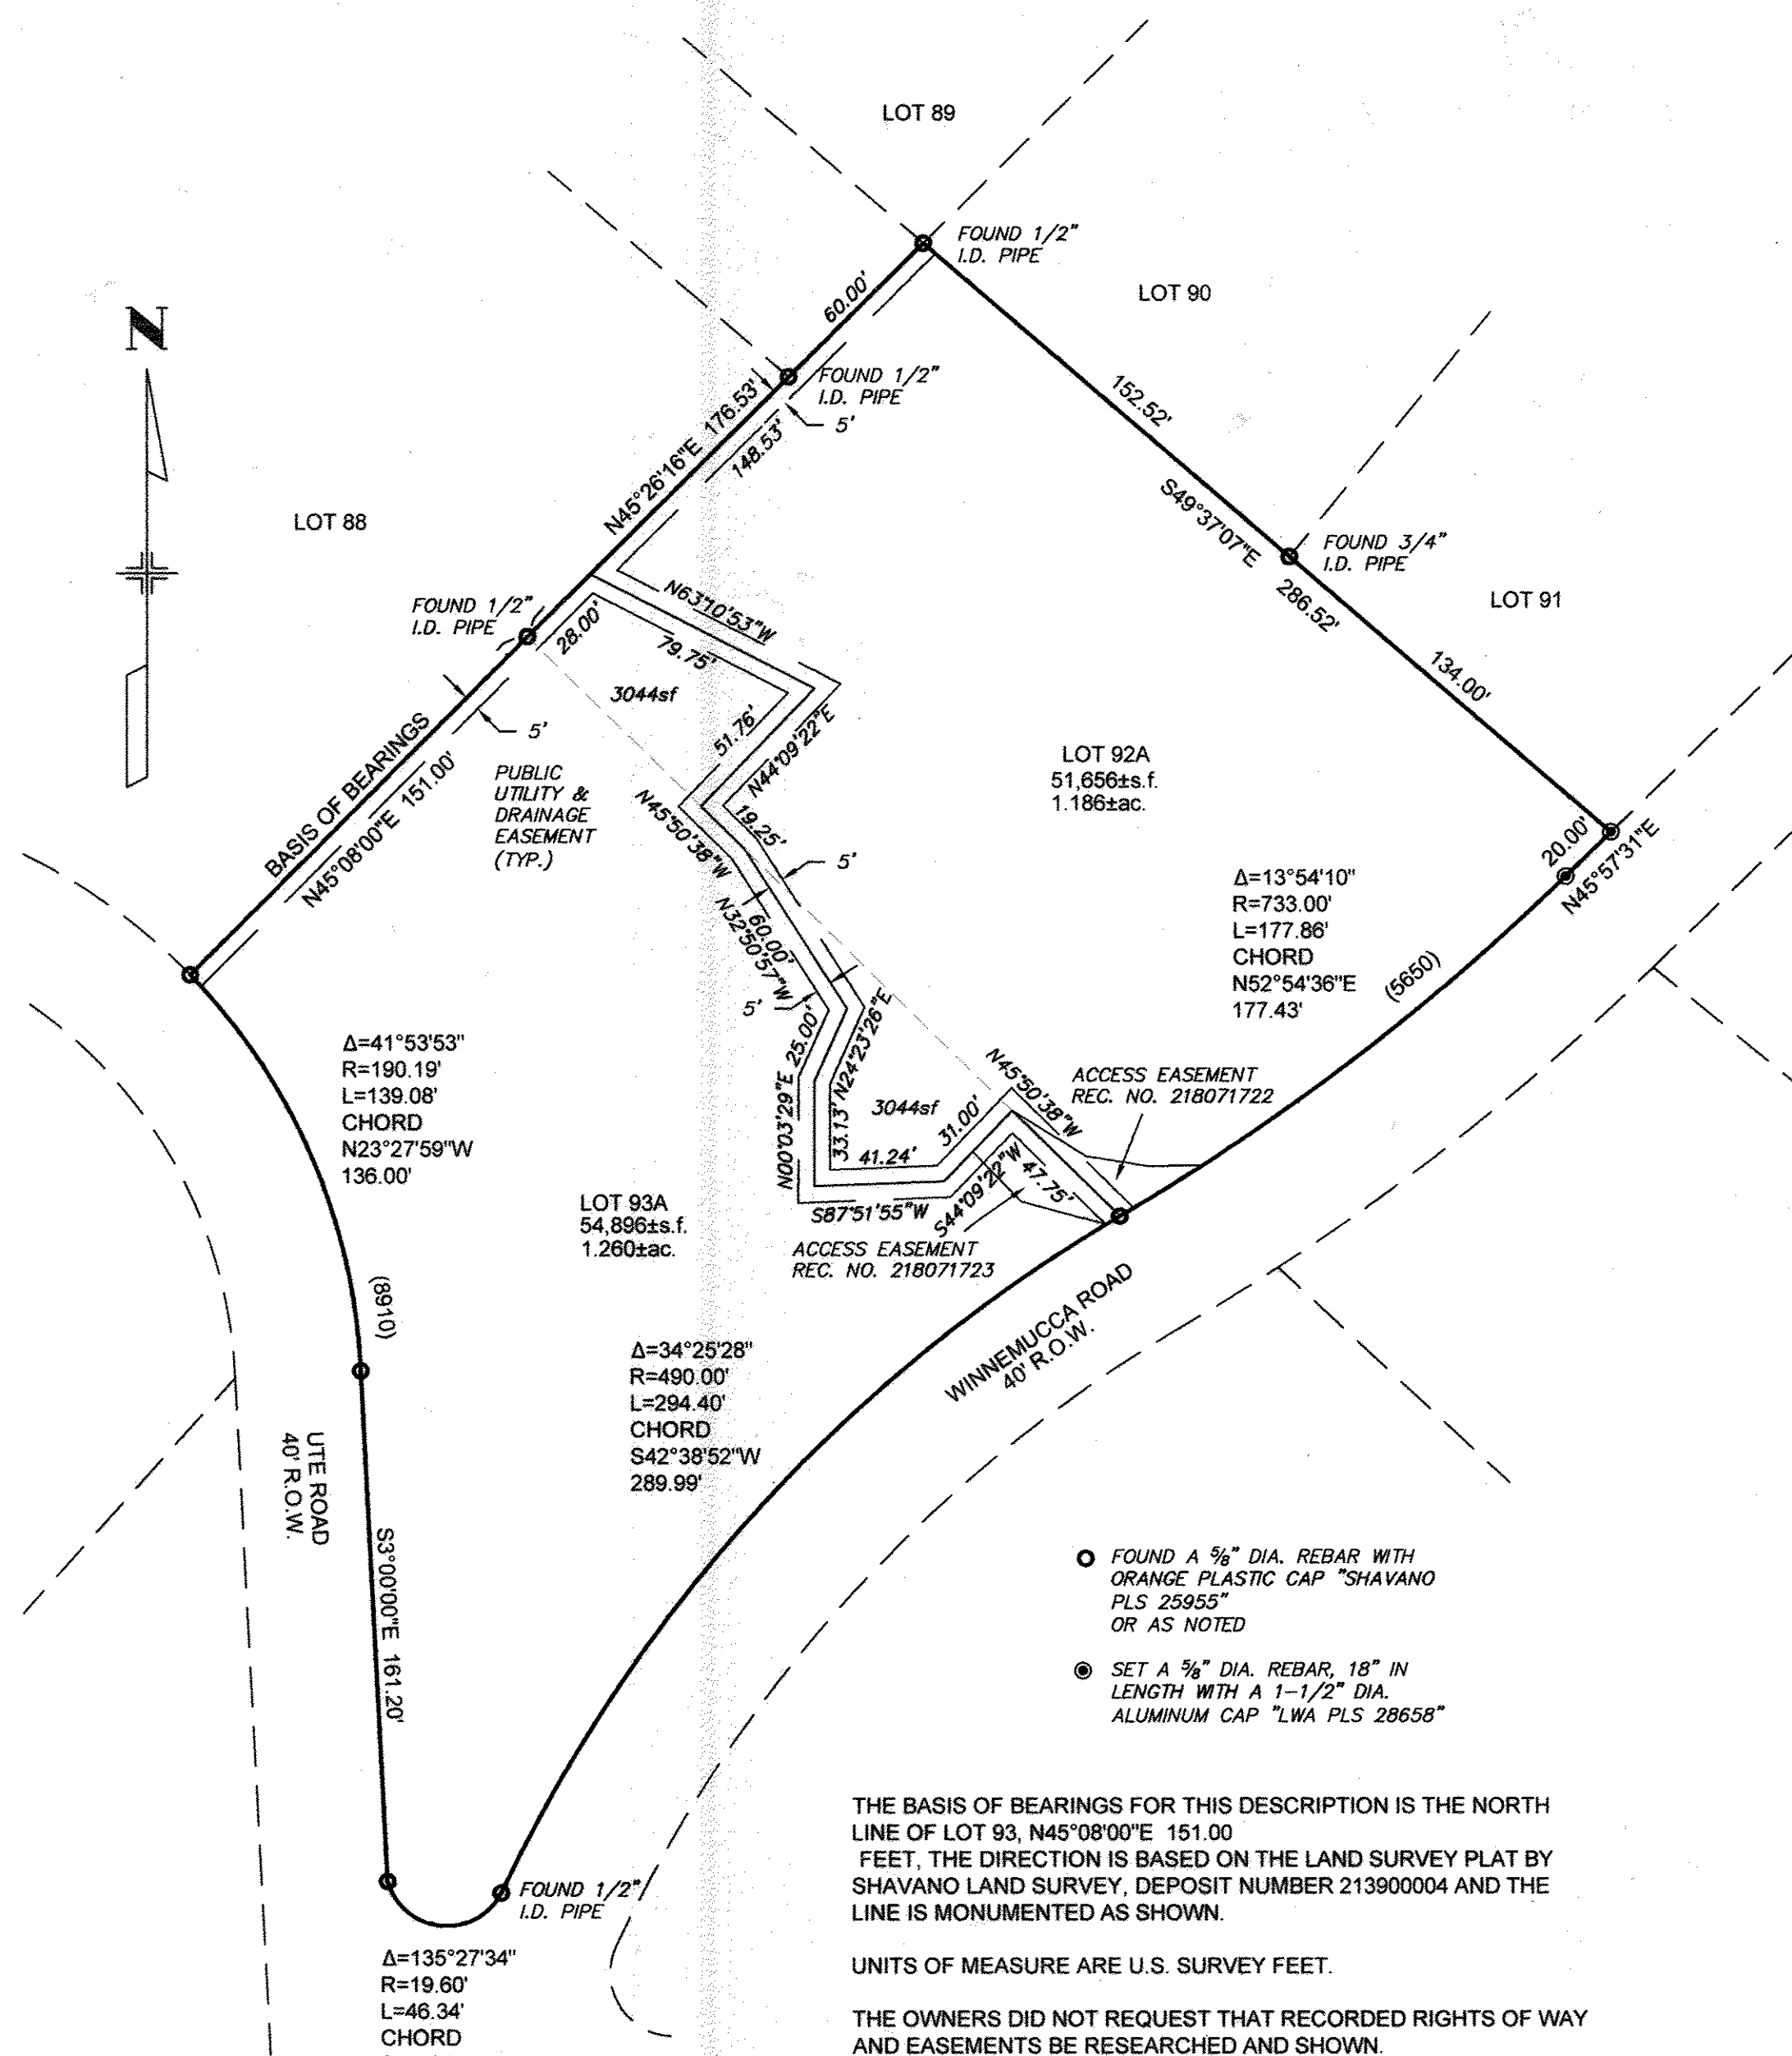 LOT 89
FOUND 1/2"
I.D. PIPE
LOT 90
60.00'
N
FOUND 1/2"
I.D. PIPE
5'
152.52'
N45°26'16"E 176.53'
148.53'
LOT 88
S49°37'07"E 286.52'
FOUND 3/4"
I.D. PIPE
LOT 91
FOUND 1/2"
I.D. PIPE
28.00'
N63°10'53"W
79.75'
3044sf
134.00'
51.76'
N44°09'22"E
5'
BASIS OF BEARINGS
N45°08'00"E 151.00'
PUBLIC
UTILITY &
DRAINAGE
EASEMENT
(TYP.)
LOT 92A
51,656±s.f.
1.186±ac.
N45°50'38"W
19.25'
5'
20.00'
N45°57'31"E
Δ=13°54'10"
R=733.00'
L=177.86'
CHORD
N52°54'36"E
177.43'
(5650)
N32°50'57"W
60.00'
5'
25.00'
N24°23'26"E
Δ=41°53'53"
R=190.19'
L=139.08'
CHORD
N23°27'59"W
136.00'
N45°50'38"W
ACCESS EASEMENT
REC. NO. 218071722
N00°03'29"E
33.13'
3044sf
31.00'
41.24'
47.75'
S44°09'22"W
S87°51'55"W
LOT 93A
54,896±s.f.
1.260±ac.
ACCESS EASEMENT
REC. NO. 218071723
(8910)
WINNEMUCCA ROAD
40' R.O.W.
Δ=34°25'28"
R=490.00'
L=294.40'
CHORD
S42°38'52"W
289.99'
UTE ROAD
40' R.O.W.
S3°00'00"E 161.20'
FOUND A 5/8" DIA. REBAR WITH
ORANGE PLASTIC CAP "SHAVANO
PLS 25955"
OR AS NOTED
SET A 5/8" DIA. REBAR, 18" IN
LENGTH WITH A 1-1/2" DIA.
ALUMINUM CAP "LWA PLS 28658"
FOUND 1/2"
I.D. PIPE
THE BASIS OF BEARINGS FOR THIS DESCRIPTION IS THE NORTH
LINE OF LOT 93, N45°08'00"E 151.00
FEET, THE DIRECTION IS BASED ON THE LAND SURVEY PLAT BY
SHAVANO LAND SURVEY, DEPOSIT NUMBER 213900004 AND THE
LINE IS MONUMENTED AS SHOWN.
Δ=135°27'34"
R=19.60'
L=46.34'
CHORD
UNITS OF MEASURE ARE U.S. SURVEY FEET.
THE OWNERS DID NOT REQUEST THAT RECORDED RIGHTS OF WAY
AND EASEMENTS BE RESEARCHED AND SHOWN.